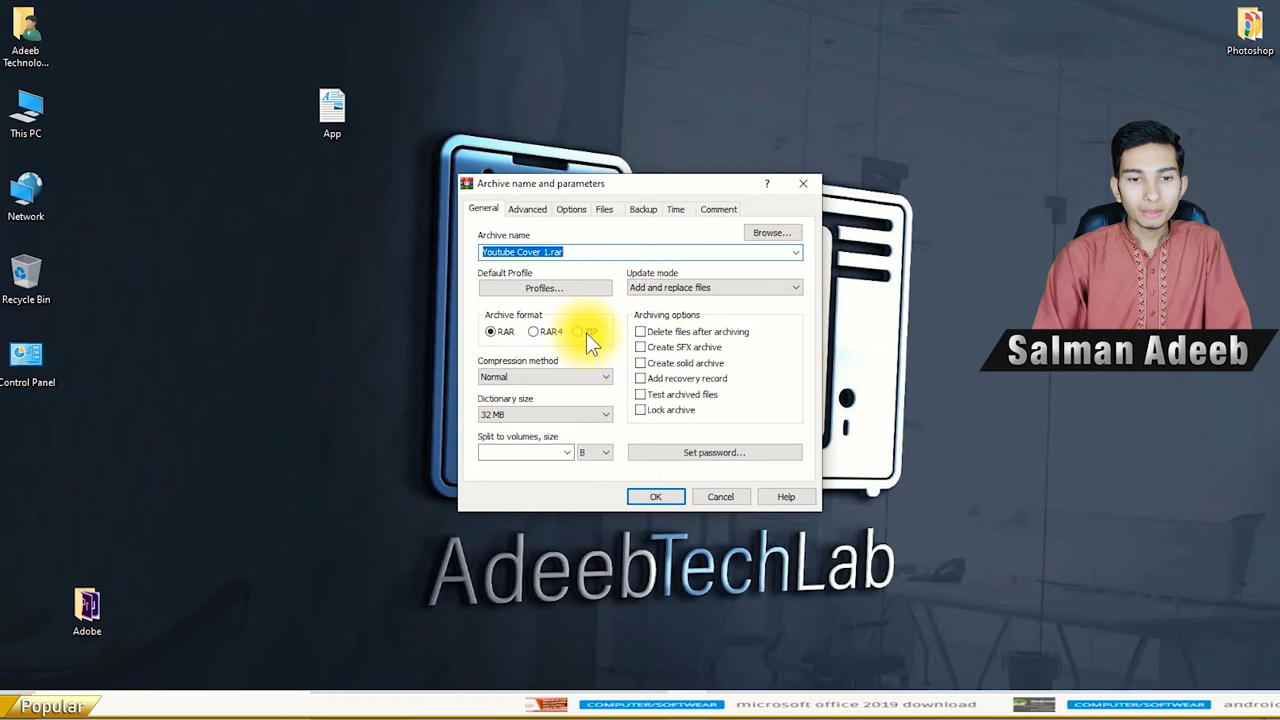 Adeeb
Technolo...
This PC
Network
Recycle Bin
Control Panel
Adobe
App
Photoshop
Archive name and parameters
?
General
Advanced
Options
Files
Backup
Time
Comment
Archive name
Browse...
Youtube Cover 1.rar
Default Profile
Profiles...
Update mode
Add and replace files
Archive format
RAR
RAR4
ZIP
Compression method
Normal
Dictionary size
32 MB
Split to volumes, size
B
Archiving options
Delete files after archiving
Create SFX archive
Create solid archive
Add recovery record
Test archived files
Lock archive
Set password...
OK
Cancel
Help
AdeebTechLab
Salman Adeeb
Popular
COMPUTER/SOFTWEAR
microsoft office 2019 download
COMPUTER/SOFTWEAR
android